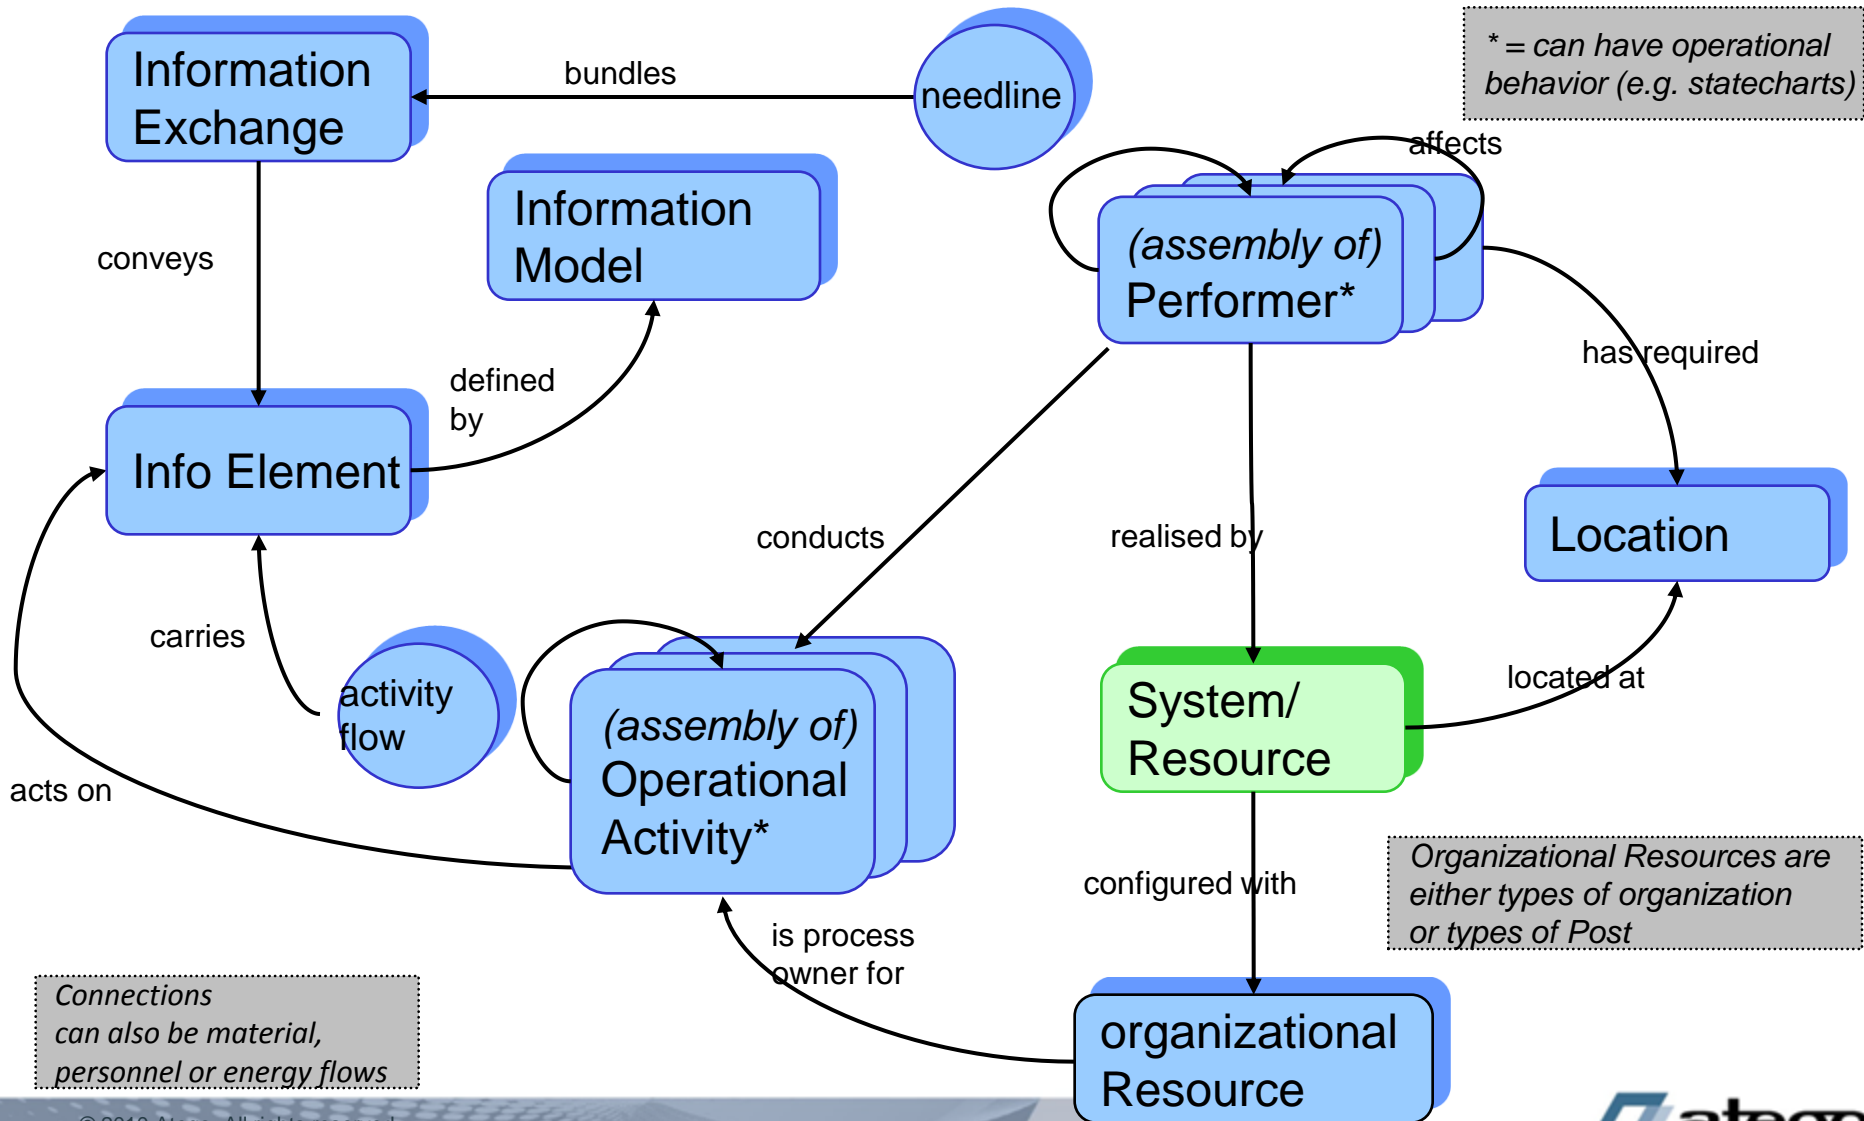 Information
Exchange
bundles
needline
* = can have operational
behavior (e.g. statecharts)
affects
Information
Model
(assembly of)
Performer*
conveys
has required
defined
by
Info Element
conducts
realised by
Location
carries
activity
flow
(assembly of)
Operational
Activity*
System/
Resource
located at
acts on
configured with
Organizational Resources are
either types of organization
or types of Post
is process
owner for
Connections
can also be material,
personnel or energy flows
organizational
Resource